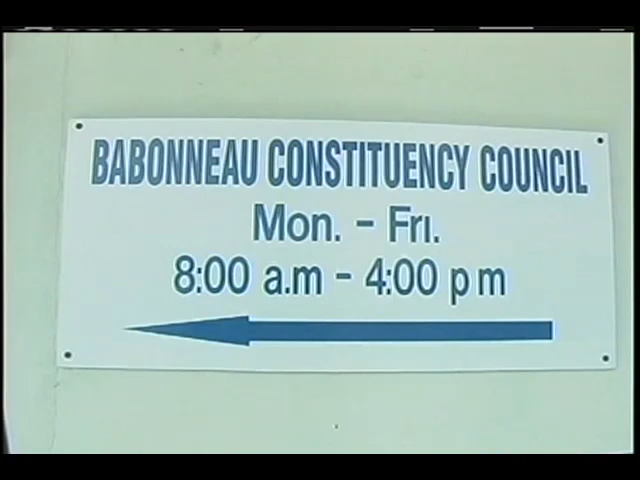 BABONNEAU CONSTITUENCY COUNCIL
Mon. - Fri.
8:00 a.m - 4:00 p m